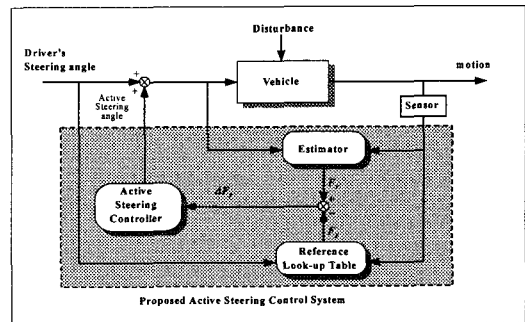 Disturbance
Driver's
Steering angle
motion
+
+
Vehicle
Active
Steering
angle
Sensor
Estimator
F
Active
Steering
Controller
ΔF
+
−
F
Reference
Look-up Table
Proposed Active Steering Control System